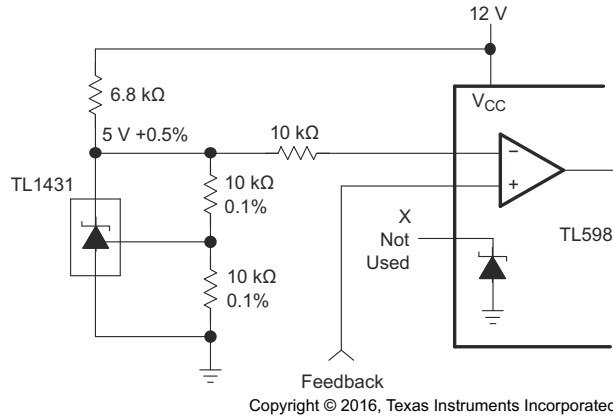 12 V
6.8 kΩ
VCC
5 V +0.5%
10 kΩ
−
TL1431
10 kΩ
0.1%
+
X
Not
Used
TL598
10 kΩ
0.1%
Feedback
Copyright © 2016, Texas Instruments Incorporated